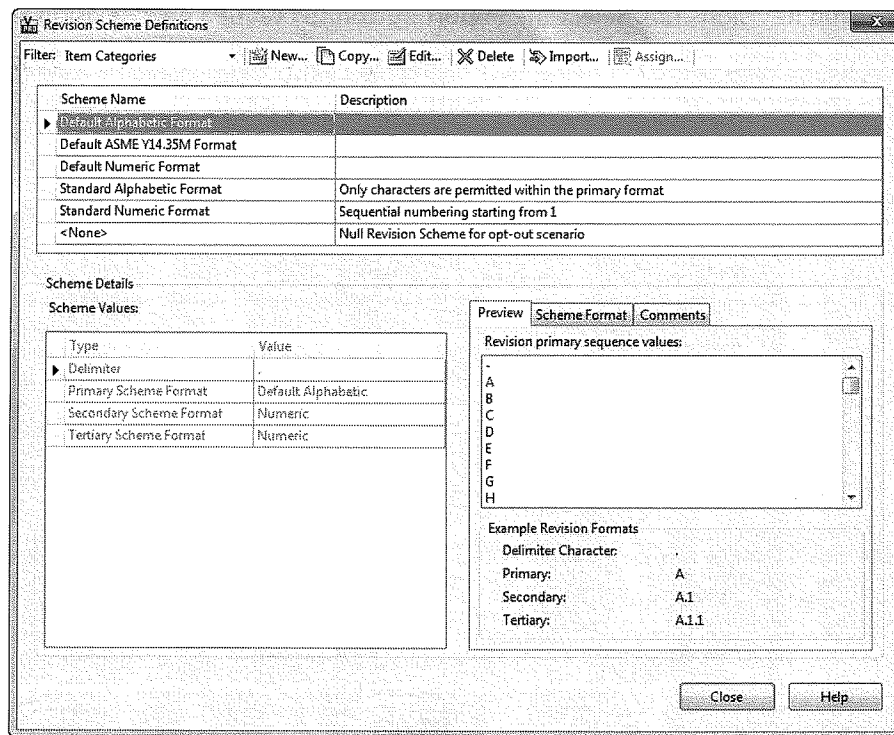 Revision Scheme Definitions
Filter: Item Categories New... Copy... Edit... Delete Import... Assign...
Scheme Name Description
Default Alphabetic Format
Default ASME Y14.35M Format
Default Numeric Format
Standard Alphabetic Format Only characters are permitted within the primary format
Standard Numeric Format Sequential numbering starting from 1
<None> Null Revision Scheme for opt-out scenario
Scheme Details
Scheme Values:
Type Value
Delimiter .
Primary Scheme Format Default Alphabetic
Secondary Scheme Format Numeric
Tertiary Scheme Format Numeric
Preview Scheme Format Comments
Revision primary sequence values:
-
A
B
C
D
E
F
G
H
Example Revision Formats
Delimiter Character: .
Primary: A
Secondary: A.1
Tertiary: A.1.1
Close Help